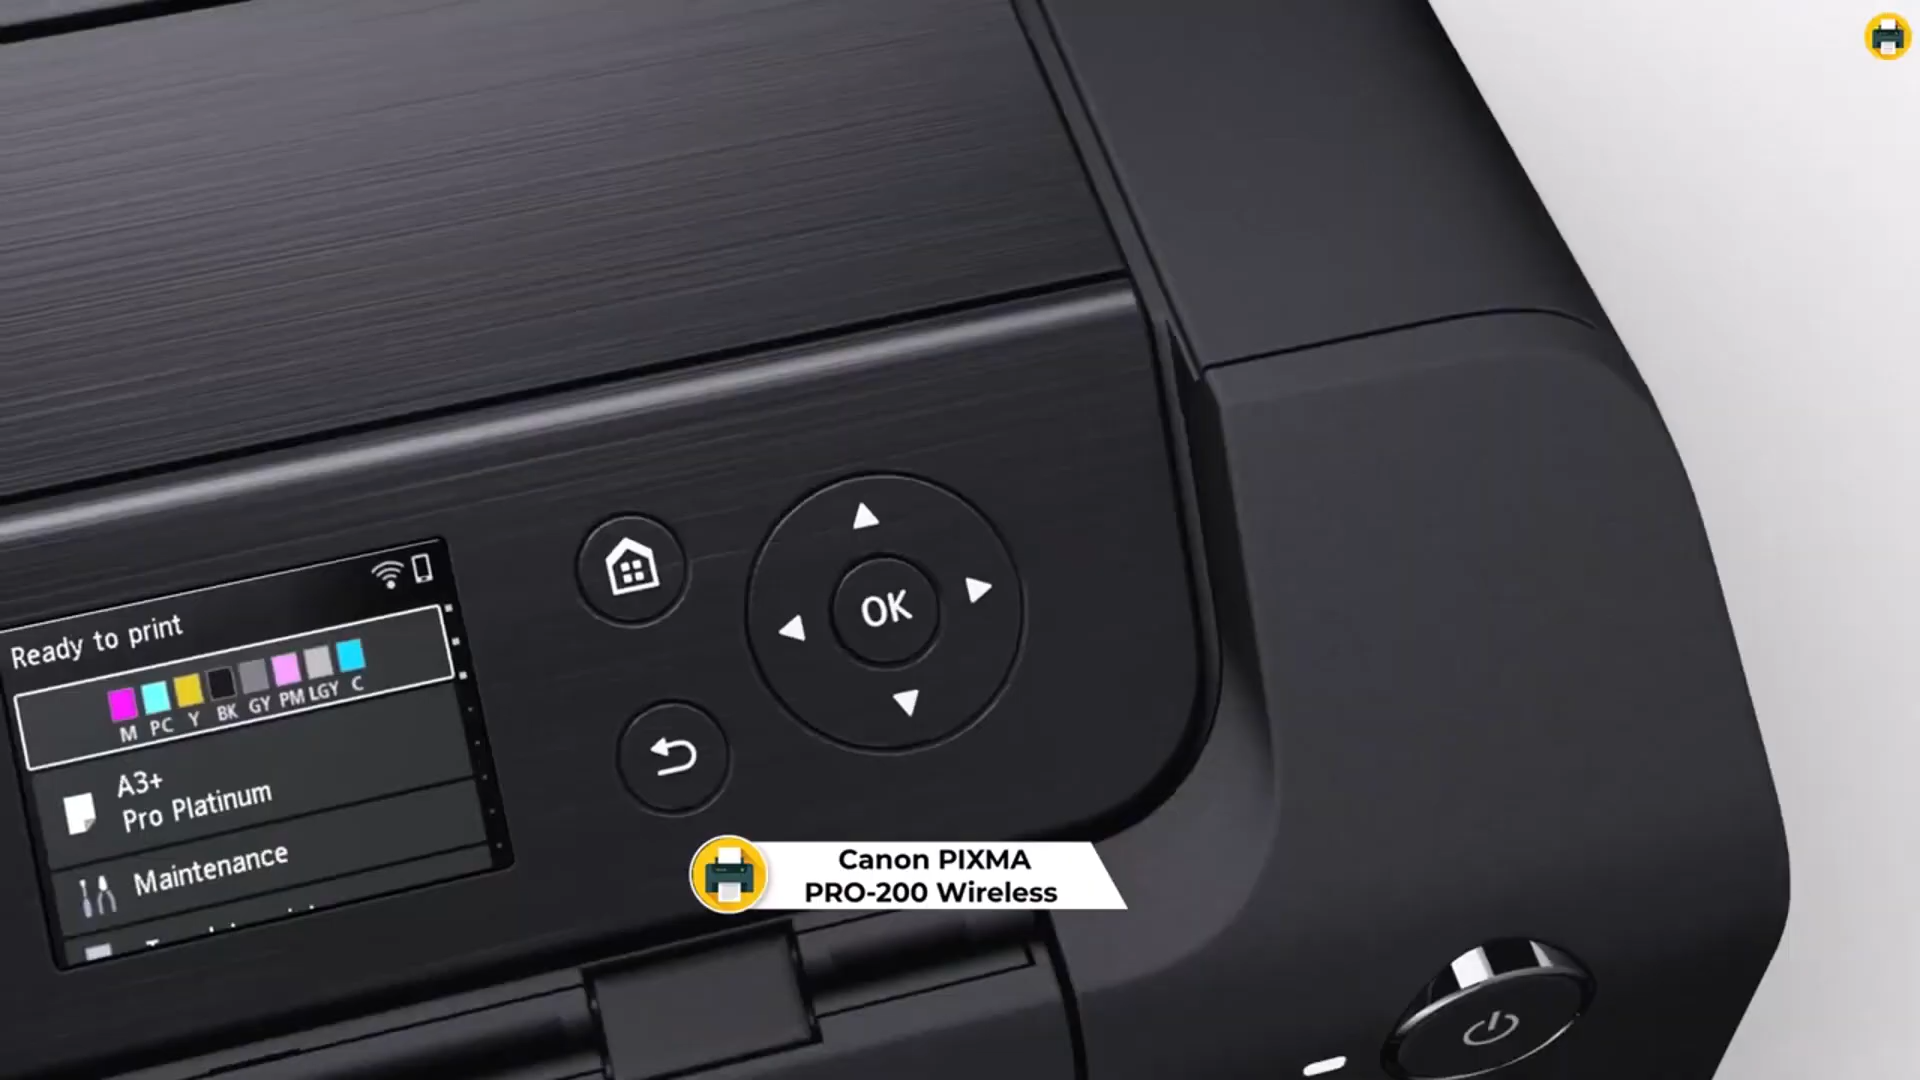 Ready to print
M PC Y BK GY PM LGY C
A3+
Pro Platinum
Maintenance
OK
Canon PIXMA
PRO-200 Wireless